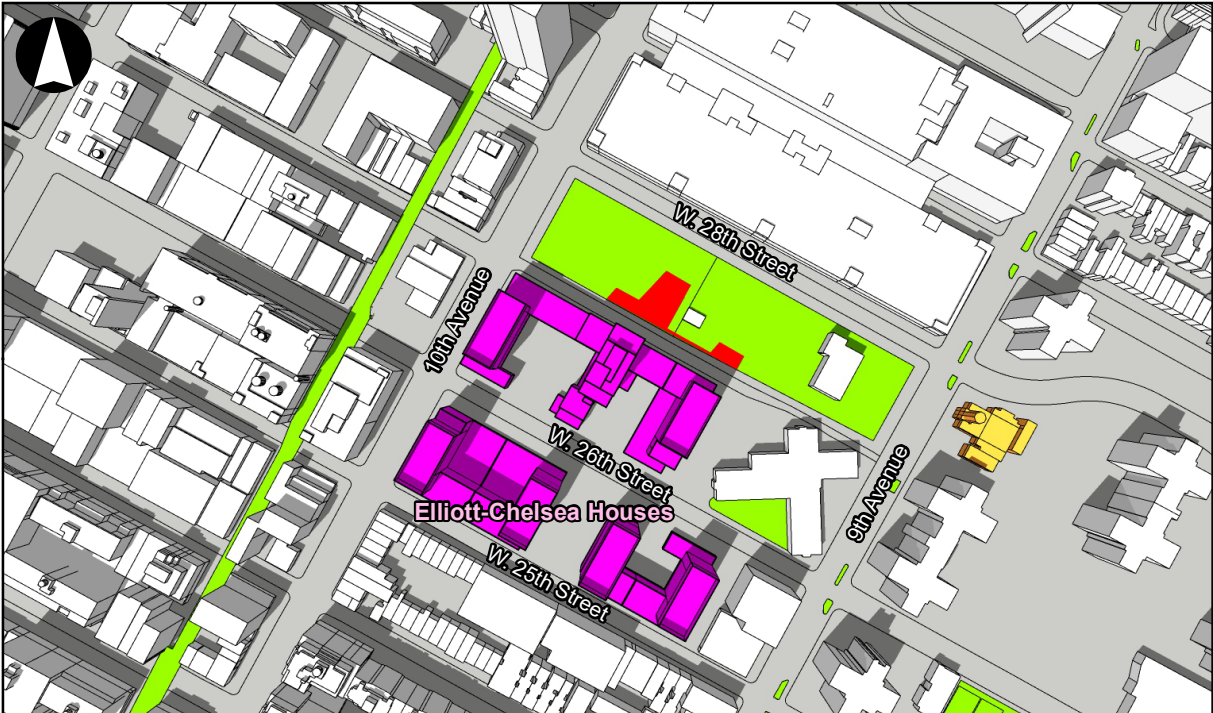 W. 28th Street
10th Avenue
W. 26th Street
9th Avenue
Elliott-Chelsea Houses
W. 25th Street